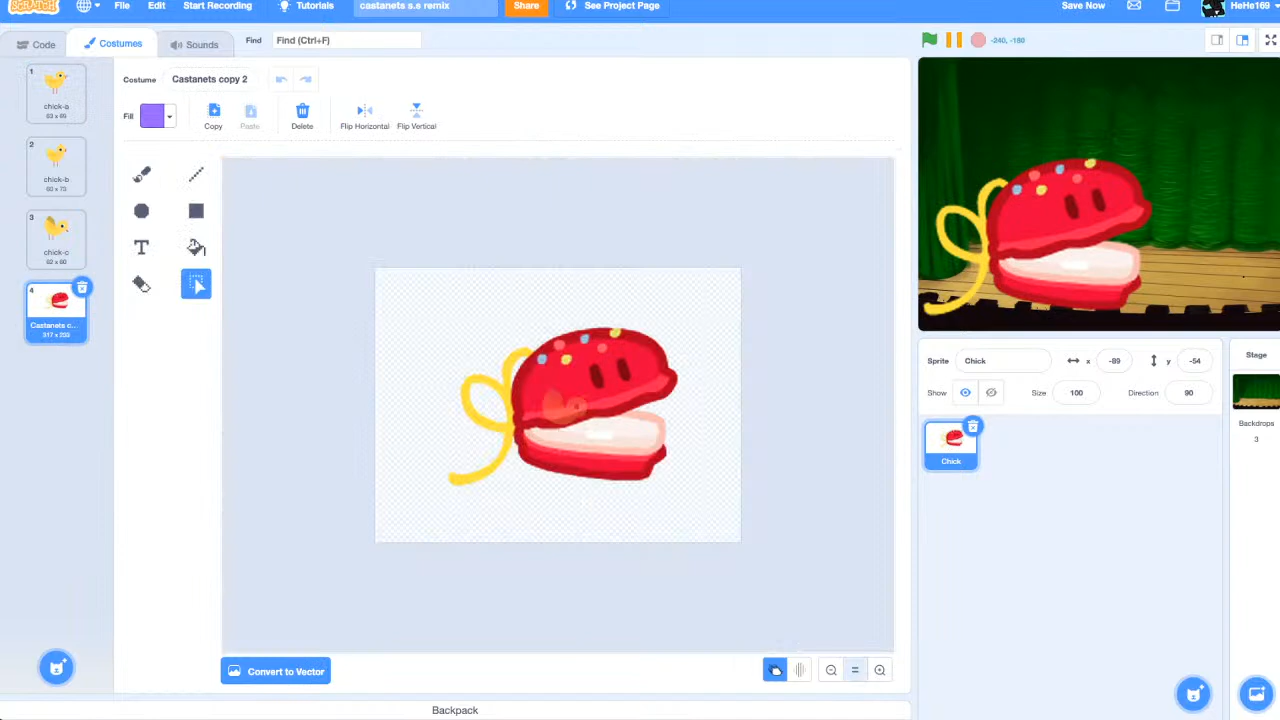 SCRATCH File Edit Start Recording Tutorials castanets s.e remix Share See Project Page Save Now HeHe169
Code Costumes Sounds Find Find (Ctrl+F) -240, -180
1
chick-a
2
chick-b
3
chick-c
4
Castanets c...
317 x 259
Costume Castanets copy 2
Fill Copy Paste Delete Flip Horizontal Flip Vertical
T
Convert to Vector
Backpack
Sprite Chick x -89 y -54
Show Size 100 Direction 90
Chick
Stage
Backdrops
3